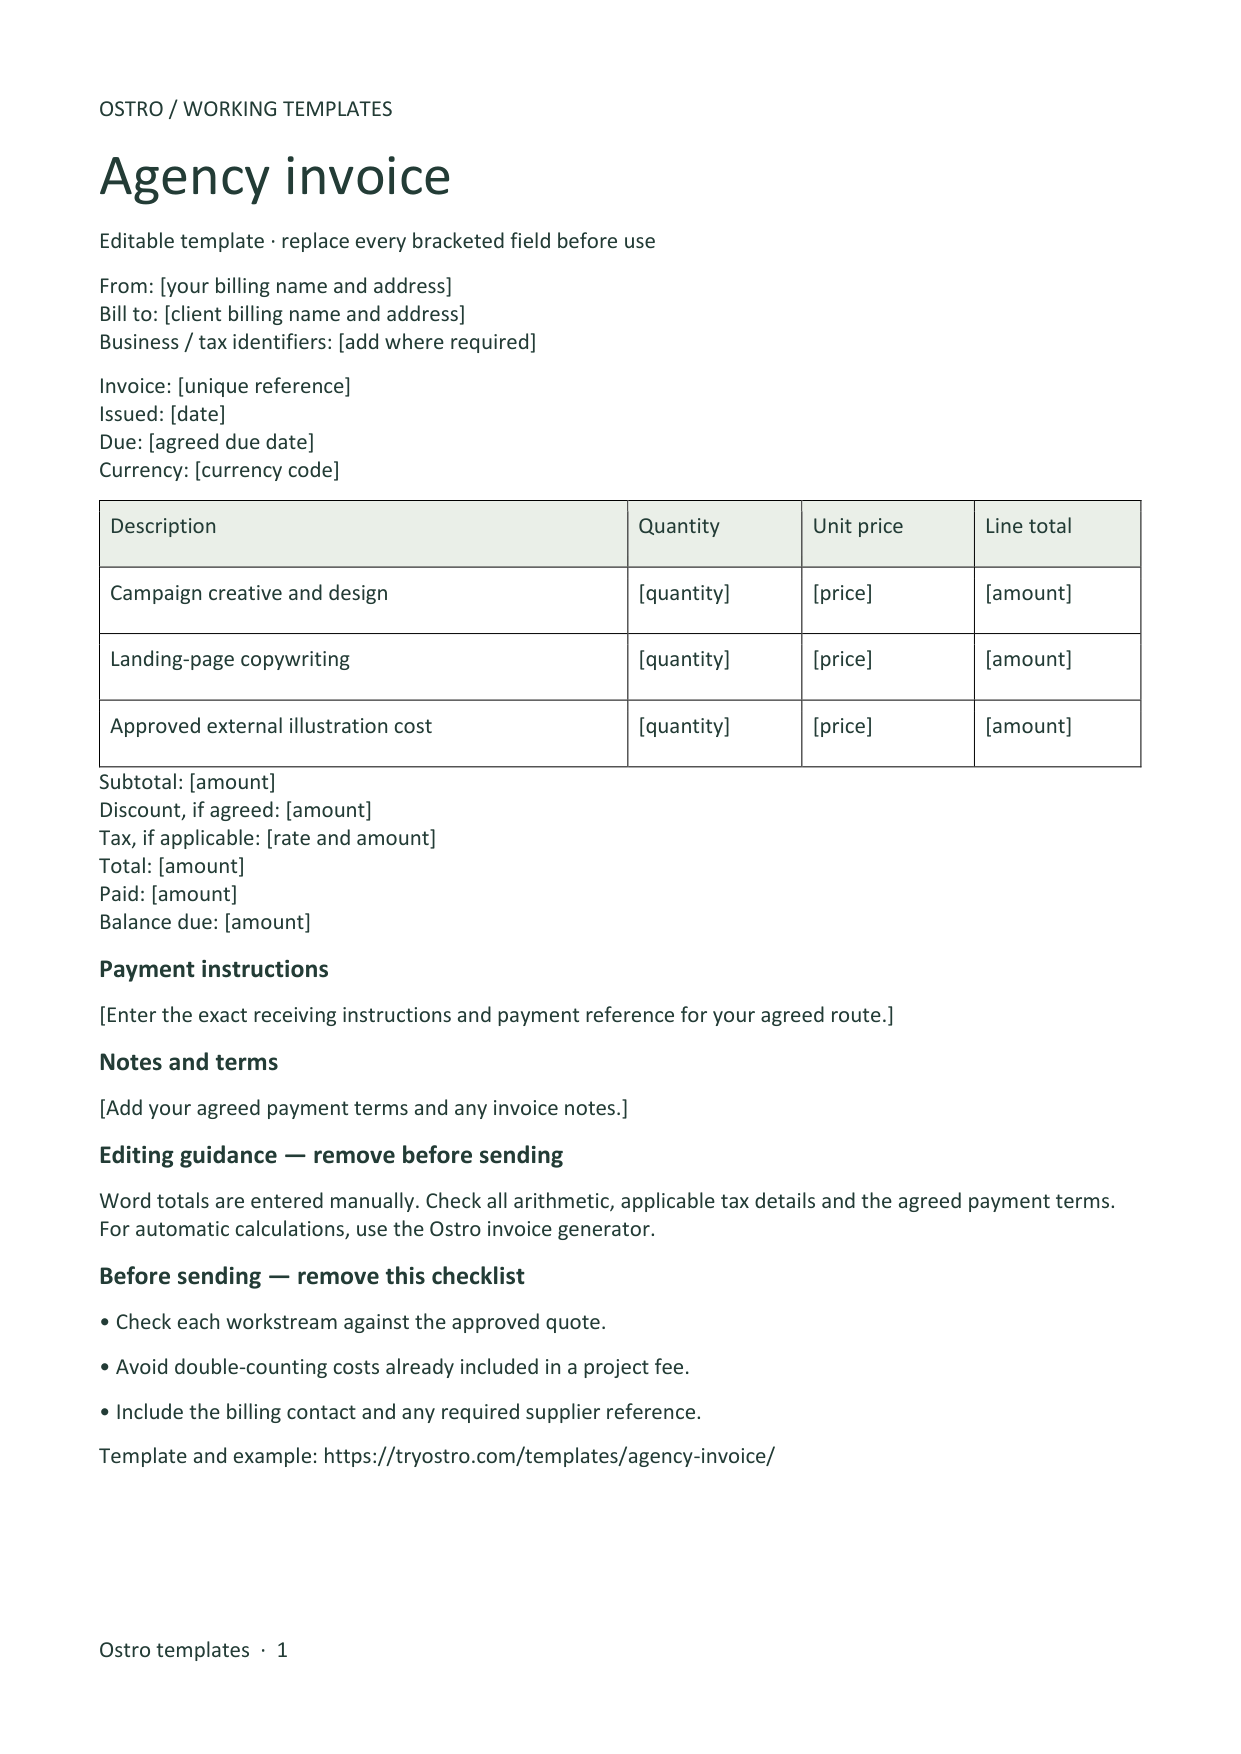 OSTRO / WORKING TEMPLATES
Agency invoice
Editable template · replace every bracketed field before use
From: [your billing name and address]
Bill to: [client billing name and address]
Business / tax identifiers: [add where required]
Invoice: [unique reference]
Issued: [date]
Due: [agreed due date]
Currency: [currency code]
Description Quantity Unit price Line total
Campaign creative and design [quantity] [price] [amount]
Landing-page copywriting [quantity] [price] [amount]
Approved external illustration cost [quantity] [price] [amount]
Subtotal: [amount]
Discount, if agreed: [amount]
Tax, if applicable: [rate and amount]
Total: [amount]
Paid: [amount]
Balance due: [amount]
Payment instructions
[Enter the exact receiving instructions and payment reference for your agreed route.]
Notes and terms
[Add your agreed payment terms and any invoice notes.]
Editing guidance — remove before sending
Word totals are entered manually. Check all arithmetic, applicable tax details and the agreed payment terms.
For automatic calculations, use the Ostro invoice generator.
Before sending — remove this checklist
• Check each workstream against the approved quote.
• Avoid double-counting costs already included in a project fee.
• Include the billing contact and any required supplier reference.
Template and example: https://tryostro.com/templates/agency-invoice/
Ostro templates · 1